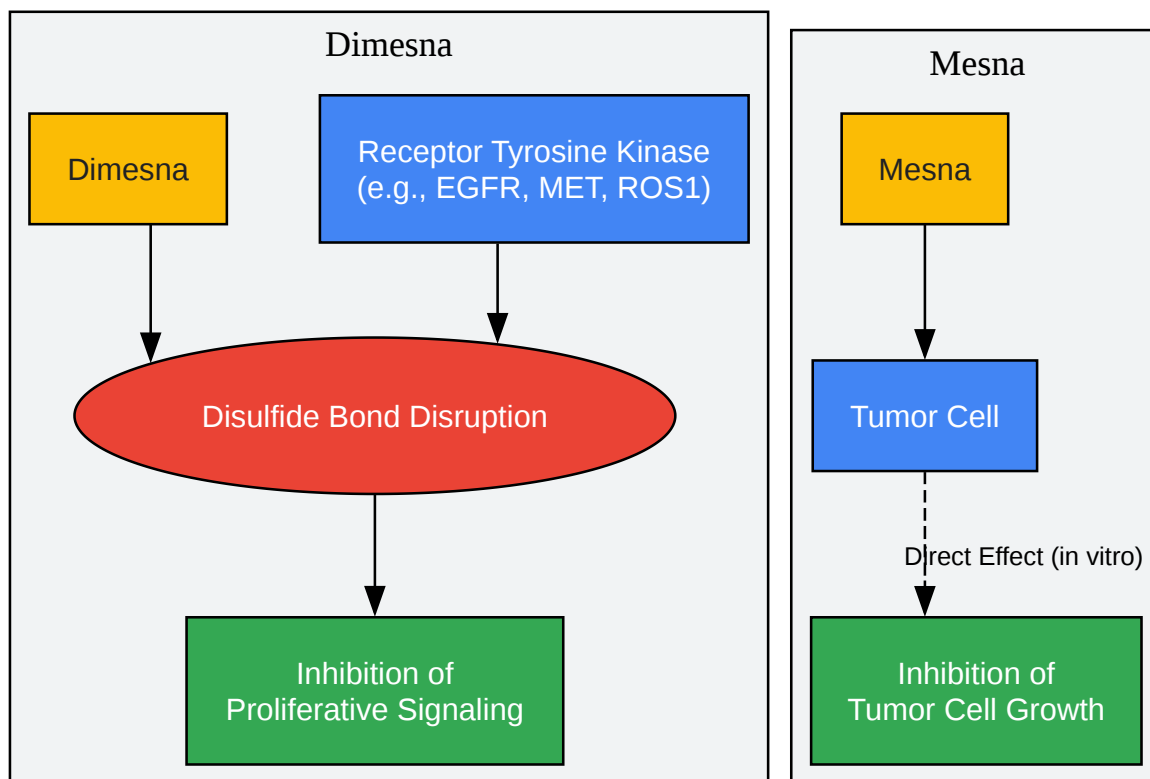 Dimesna
Dimesna
Receptor Tyrosine Kinase
(e.g., EGFR, MET, ROS1)
Disulfide Bond Disruption
Inhibition of
Proliferative Signaling
Mesna
Mesna
Tumor Cell
Direct Effect (in vitro)
Inhibition of
Tumor Cell Growth